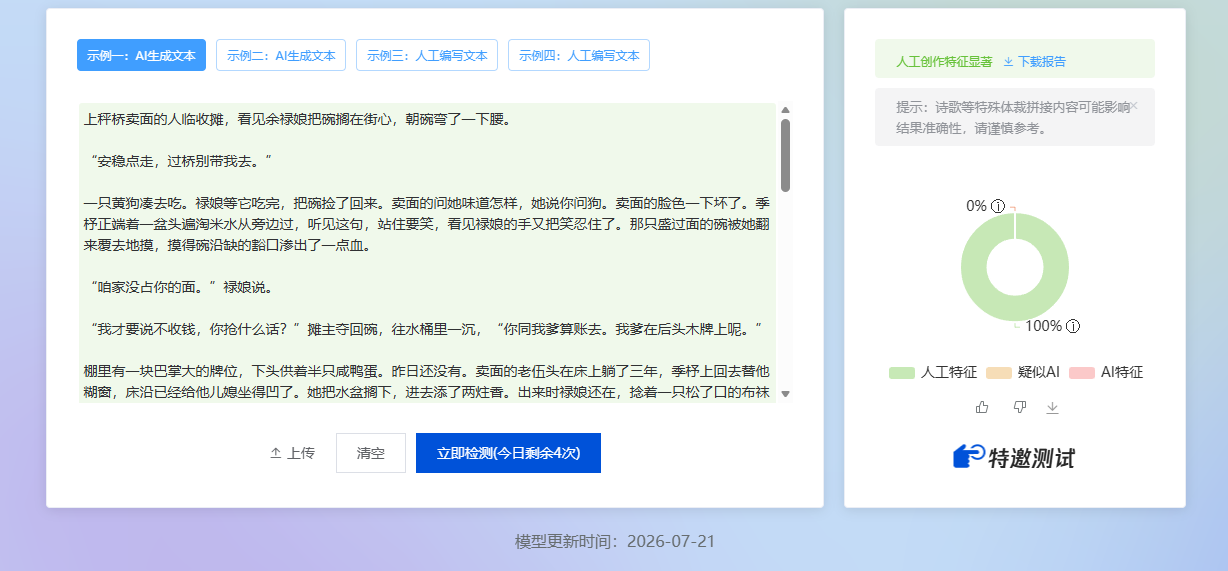 示例一：AI生成文本
示例二：AI生成文本
示例三：人工编写文本
示例四：人工编写文本
上秤桥卖面的人临收摊，看见余禄娘把碗搁在街心，朝碗弯了一下腰。
“安稳点走，过桥别带我去。”
一只黄狗凑去吃。禄娘等它吃完，把碗捡了回来。卖面的问她味道怎样，她说你问狗。卖面的脸色一下坏了。季
杼正端着一盆头遍淘米水从旁边过，听见这句，站住要笑，看见禄娘的手又把笑忍住了。那只盛过面的碗被她翻
来覆去地摸，摸得碗沿缺的豁口渗出了一点血。
“咱家没占你的面。”禄娘说。
“我才要说不收钱，你抢什么话？”摊主夺回碗，往水桶里一沉，“你同我爹算账去。我爹在后头木牌上呢。”
棚里有一块巴掌大的牌位，下头供着半只咸鸭蛋。昨日还没有。卖面的老伍头在床上躺了三年，季杼上回去替他
糊窗，床沿已经给他儿媳坐得凹了。她把水盆搁下，进去添了两炷香。出来时禄娘还在，捻着一只松了口的布袜
上传
清空
立即检测(今日剩余4次)
人工创作特征显著
下载报告
提示：诗歌等特殊体裁拼接内容可能影响
结果准确性，请谨慎参考。
0%
100%
人工特征
疑似AI
AI特征
特邀测试
模型更新时间：2026-07-21